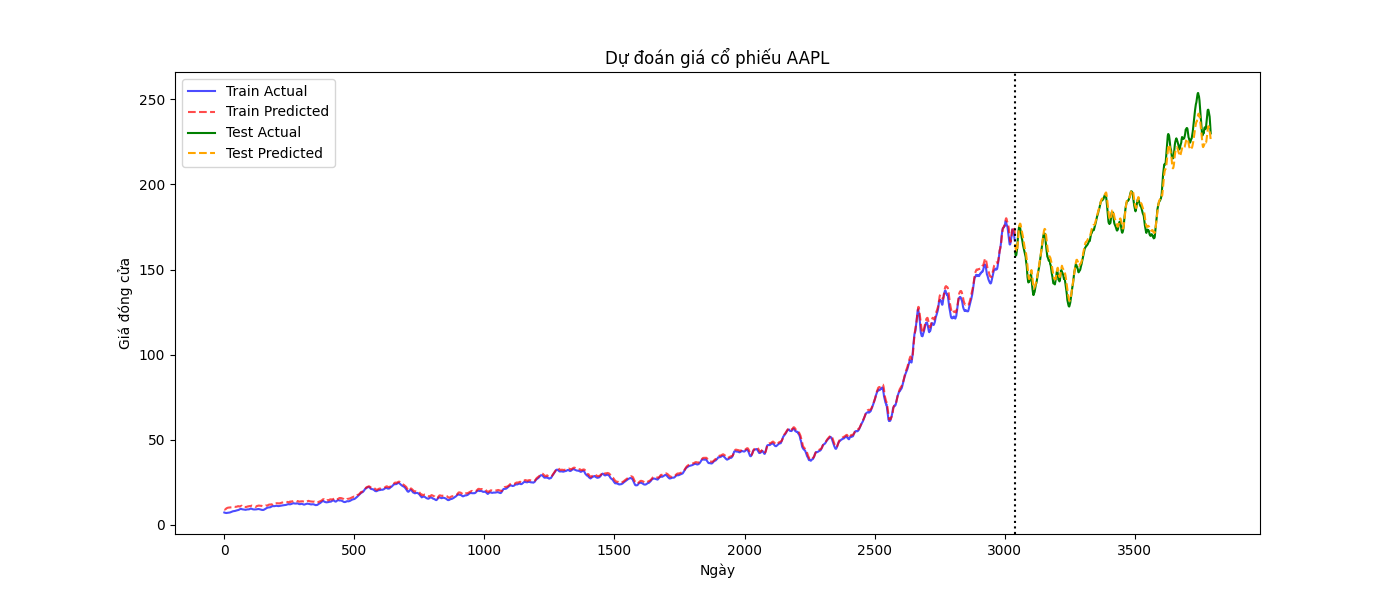 Dự đoán giá cổ phiếu AAPL
Train Actual
Train Predicted
Test Actual
Test Predicted
Giá đóng cửa
250
200
150
100
50
0
0 500 1000 1500 2000 2500 3000 3500
Ngày